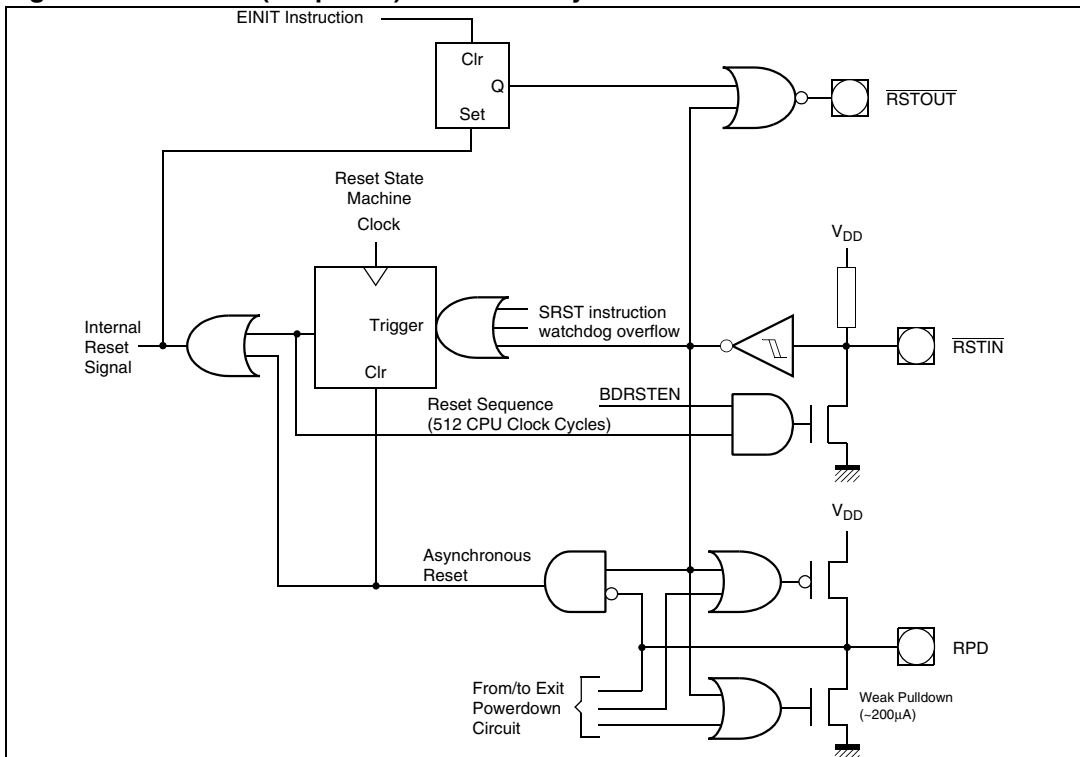 EINIT Instruction
Clr
Q
Set
RSTOUT
Reset State
Machine
Clock
VDD
Trigger
SRST instruction
watchdog overflow
Internal
Reset
Signal
RSTIN
Clr
BDRSTEN
Reset Sequence
(512 CPU Clock Cycles)
VDD
Asynchronous
Reset
RPD
From/to Exit
Powerdown
Circuit
Weak Pulldown
(~200µA)